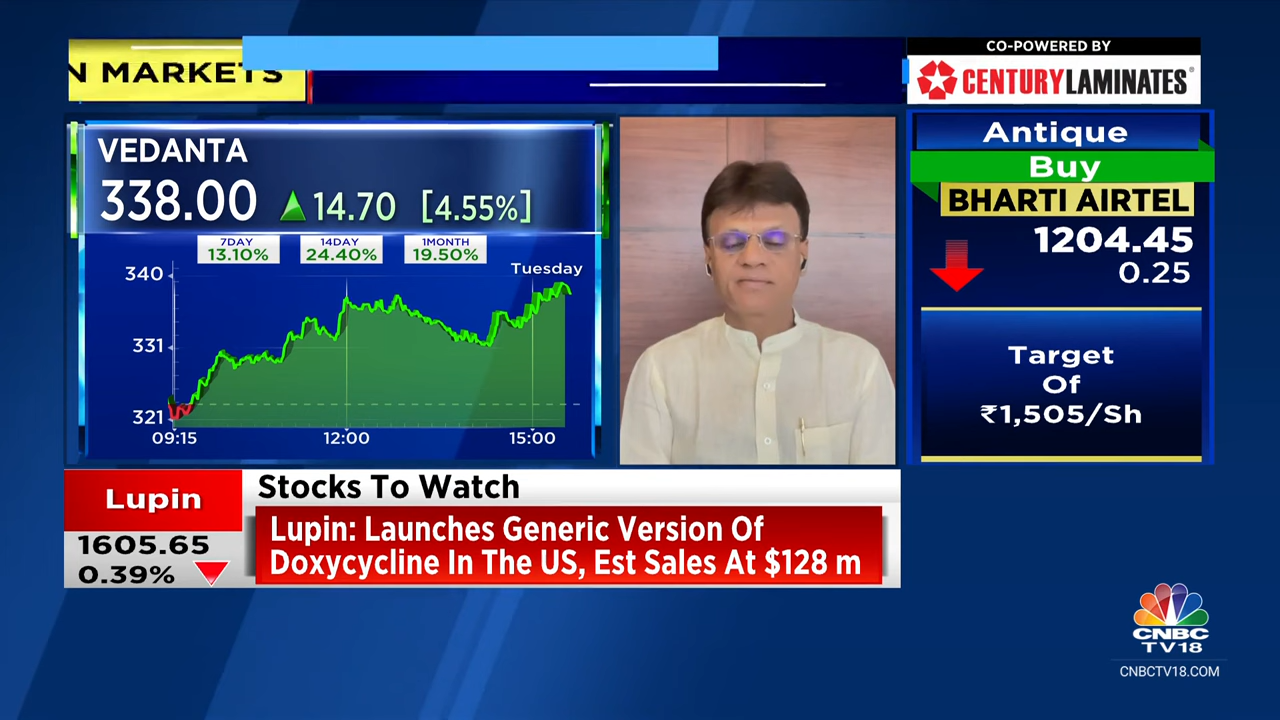 N MARKETS
CO-POWERED BY
CENTURYLAMINATES®
VEDANTA
338.00 14.70 [4.55%]
7DAY 14DAY 1MONTH
13.10% 24.40% 19.50%
Tuesday
340
331
321
09:15 12:00 15:00
Antique
Buy
BHARTI AIRTEL
1204.45
0.25
Target
Of
₹1,505/Sh
Lupin
1605.65
0.39%
Stocks To Watch
Lupin: Launches Generic Version Of
Doxycycline In The US, Est Sales At $128 m
CNBC
TV18
CNBCTV18.COM